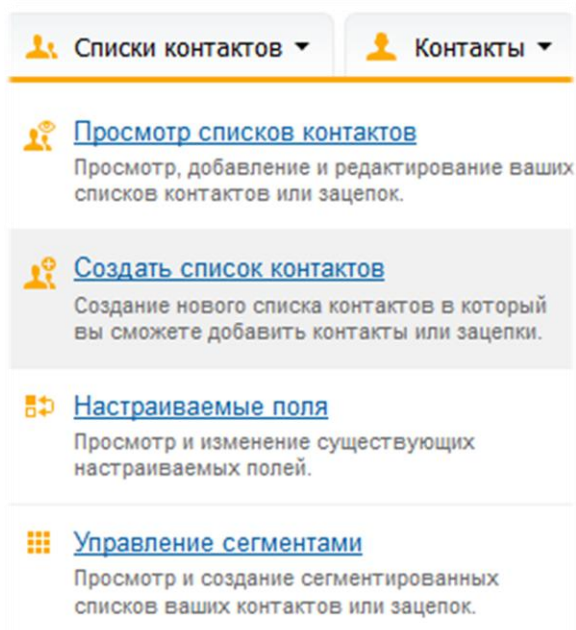 Списки контактов
Контакты
Просмотр списков контактов
Просмотр, добавление и редактирование ваших
списков контактов или зацепок.
Создать список контактов
Создание нового списка контактов в который
вы сможете добавить контакты или зацепки.
Настраиваемые поля
Просмотр и изменение существующих
настраиваемых полей.
Управление сегментами
Просмотр и создание сегментированных
списков ваших контактов или зацепок.